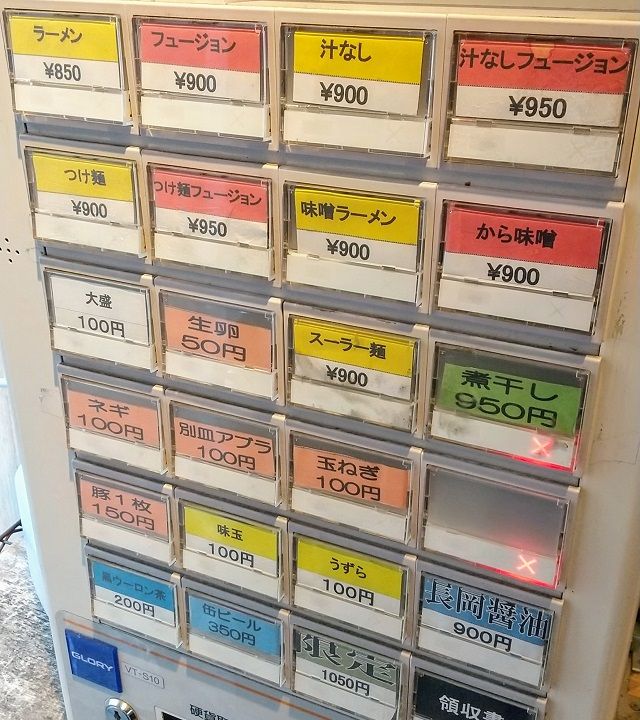 ラーメン
¥850
フュージョン
¥900
汁なし
¥900
汁なしフュージョン
¥950
つけ麺
¥900
つけ麺フュージョン
¥950
味噌ラーメン
¥900
から味噌
¥900
大盛
100円
生卵
50円
スーラー麺
¥900
煮干し
950円
×
ネギ
100円
別皿アブラ
100円
玉ねぎ
100円
×
豚1枚
150円
味玉
100円
うずら
100円
長岡醤油
900円
黒ウーロン茶
200円
缶ビール
350円
限定
1050円
領収書
GLORY
VT-S10
硬貨